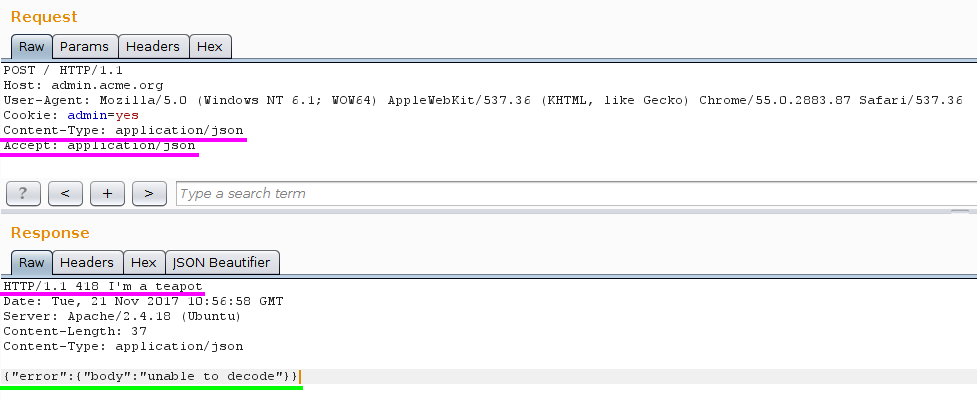 Request
Raw Params Headers Hex
POST / HTTP/1.1
Host: admin.acme.org
User-Agent: Mozilla/5.0 (Windows NT 6.1; WOW64) AppleWebKit/537.36 (KHTML, like Gecko) Chrome/55.0.2883.87 Safari/537.36
Cookie: admin=yes
Content-Type: application/json
Accept: application/json
? < + > Type a search term
Response
Raw Headers Hex JSON Beautifier
HTTP/1.1 418 I'm a teapot
Date: Tue, 21 Nov 2017 10:56:58 GMT
Server: Apache/2.4.18 (Ubuntu)
Content-Length: 37
Content-Type: application/json
{"error":{"body":"unable to decode"}}